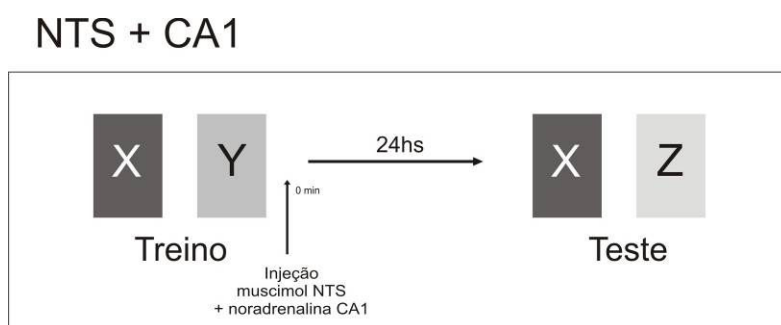 NTS + CA1
X Y 24hs X Z
0 min
Treino Teste
Injeção
muscimol NTS
+ noradrenalina CA1